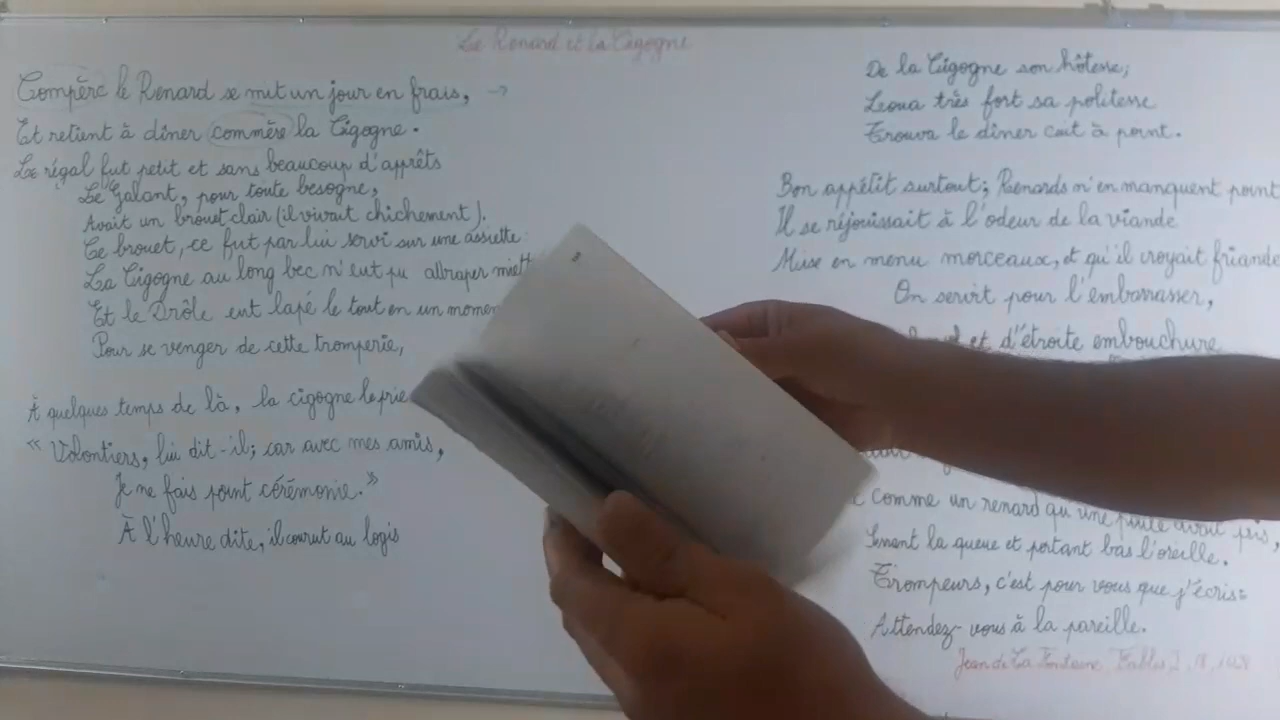 Le Renard et la Cigogne
Compère le Renard se mit un jour en frais,
Et retient à dîner commère la Cigogne.
Le régal fut petit et sans beaucoup d'apprêts
Le Galant, pour toute besogne,
Avait un brouet clair (il vivait chichement).
Ce brouet, ce fut par lui servi sur une assiette:
La Cigogne au long bec n'eut pu attraper
Et le Drôle eut lapé le tout en un
Pour se venger de cette tromperie,
À quelques temps de là, la cigogne le prie
« Volontiers, lui dit-il; car avec mes amis,
Je ne fais point cérémonie. »
À l'heure dite, il courut au logis
De la Cigogne son hôtesse;
Loua très fort sa politesse
Trouva le dîner cuit à point.
Bon appétit surtout; Renards n'en manquent point
Il se réjouissait à l'odeur de la viande
Mise en menu morceaux, et qu'il croyait friande
On servit pour l'embarrasser,
et d'étroite embouchure
comme un renard qu'une poule avait pris,
Serrant la queue et portant bas l'oreille.
Trompeurs, c'est pour vous que j'écris:
Attendez-vous à la pareille.
Jean de La Fontaine, Fables I, 18, 1668